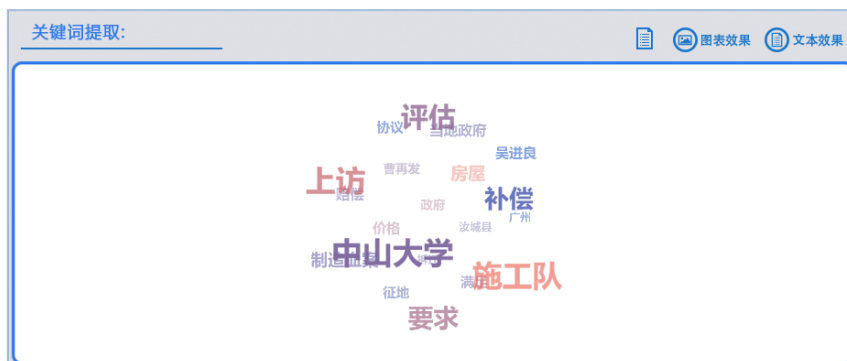 关键词提取:
图表效果
文本效果
评估
协议
当地政府
吴进良
曹再发
上访
房屋
赔偿
补偿
政府
广州
价格
汝城县
中山大学
制造血案
施工队
满足
征地
要求